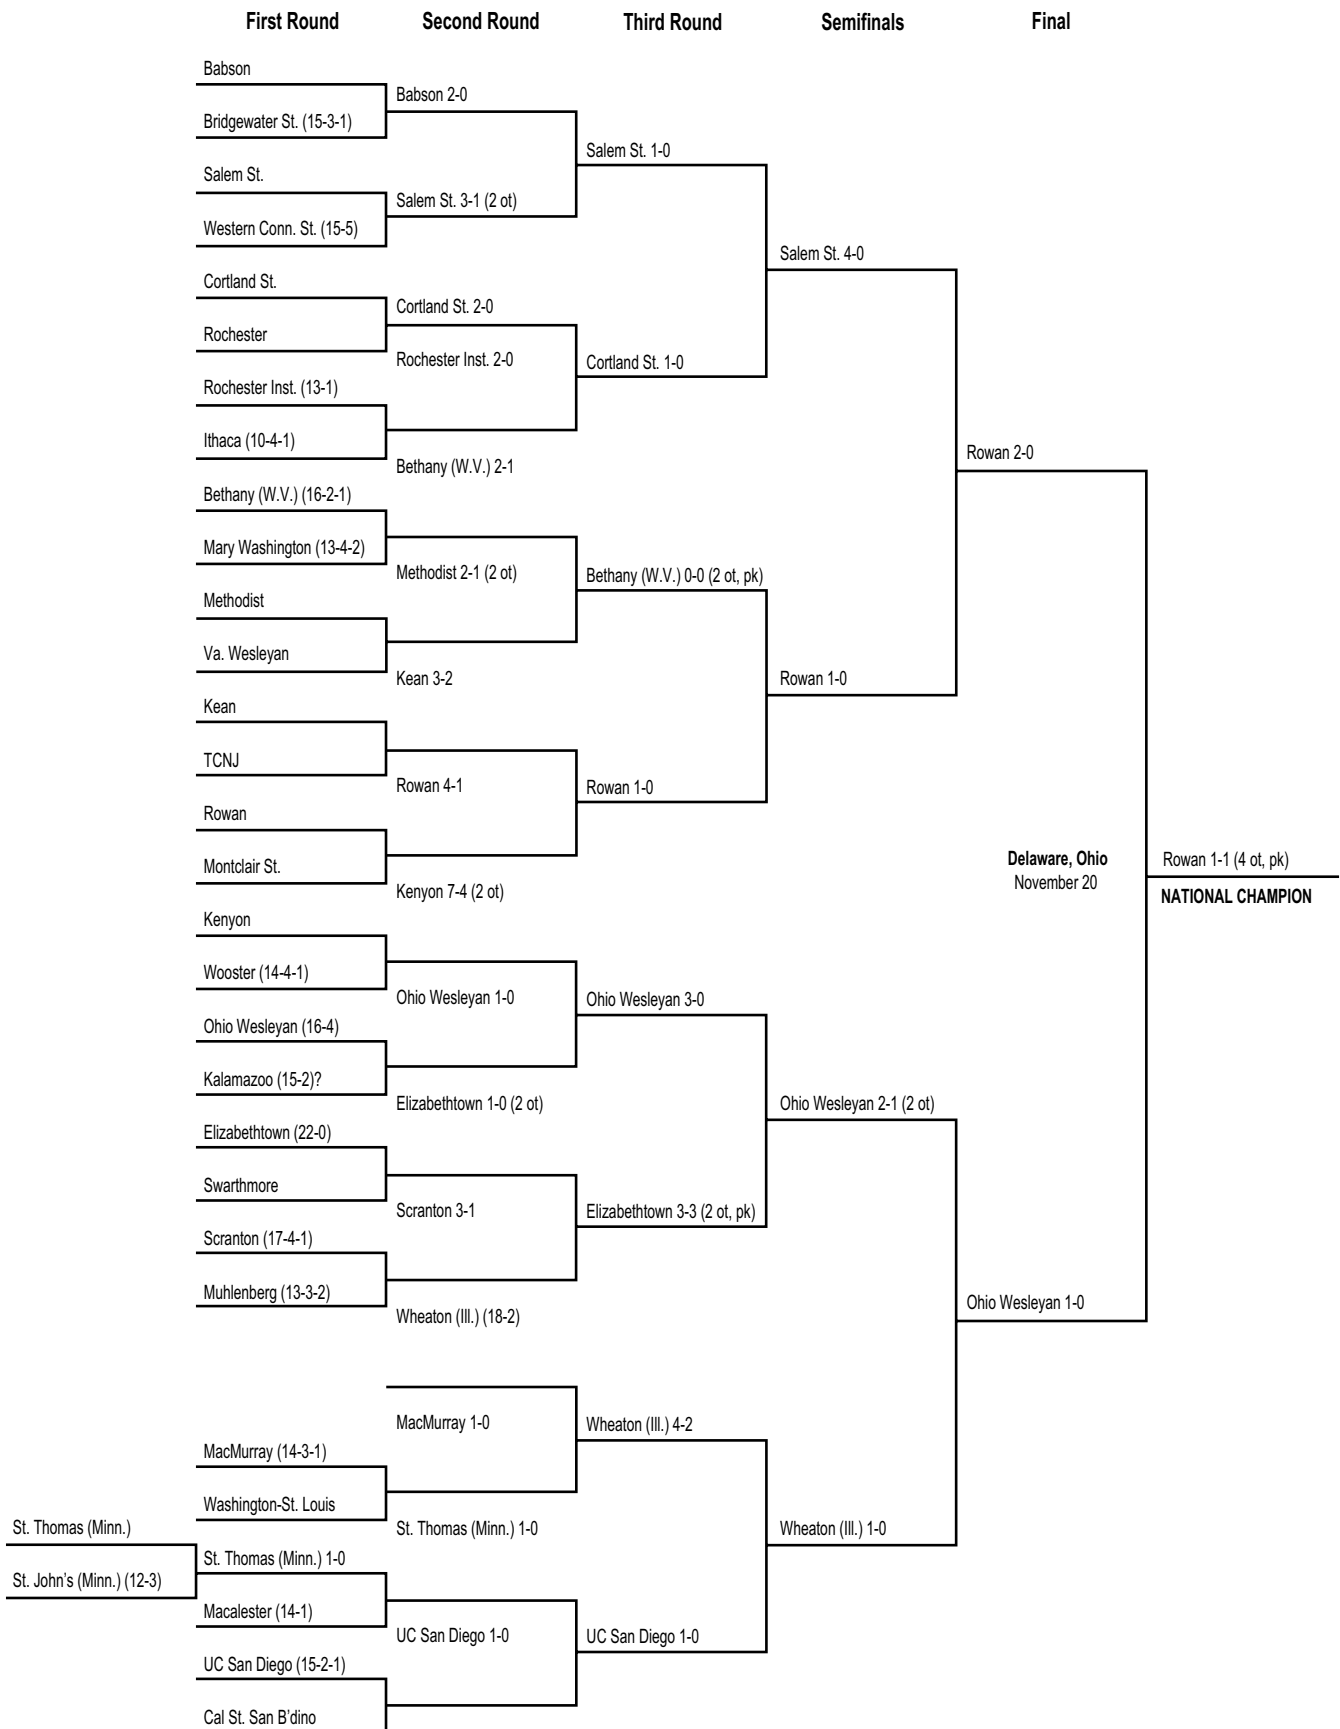 First Round
Second Round
Third Round
Semifinals
Final
Babson
Bridgewater St. (15-3-1)
Salem St.
Western Conn. St. (15-5)
Cortland St.
Rochester
Rochester Inst. (13-1)
Ithaca (10-4-1)
Bethany (W.V.) (16-2-1)
Mary Washington (13-4-2)
Methodist
Va. Wesleyan
Kean
TCNJ
Rowan
Montclair St.
Kenyon
Wooster (14-4-1)
Ohio Wesleyan (16-4)
Kalamazoo (15-2)?
Elizabethtown (22-0)
Swarthmore
Scranton (17-4-1)
Muhlenberg (13-3-2)
MacMurray (14-3-1)
Washington-St. Louis
St. Thomas (Minn.)
St. John's (Minn.) (12-3)
St. Thomas (Minn.) 1-0
Macalester (14-1)
UC San Diego (15-2-1)
Cal St. San B'dino
Babson 2-0
Salem St. 3-1 (2 ot)
Cortland St. 2-0
Rochester Inst. 2-0
Bethany (W.V.) 2-1
Methodist 2-1 (2 ot)
Kean 3-2
Rowan 4-1
Kenyon 7-4 (2 ot)
Ohio Wesleyan 1-0
Elizabethtown 1-0 (2 ot)
Scranton 3-1
Wheaton (Ill.) (18-2)
MacMurray 1-0
St. Thomas (Minn.) 1-0
UC San Diego 1-0
Salem St. 1-0
Cortland St. 1-0
Bethany (W.V.) 0-0 (2 ot, pk)
Rowan 1-0
Ohio Wesleyan 3-0
Elizabethtown 3-3 (2 ot, pk)
Wheaton (Ill.) 4-2
UC San Diego 1-0
Salem St. 4-0
Rowan 1-0
Ohio Wesleyan 2-1 (2 ot)
Wheaton (Ill.) 1-0
Rowan 2-0
Ohio Wesleyan 1-0
Delaware, Ohio
November 20
Rowan 1-1 (4 ot, pk)
NATIONAL CHAMPION